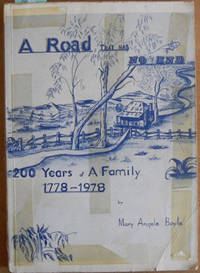 A Road That has
NO END
200 Years of A Family
1778-1978
by
Mary Angela Boyle